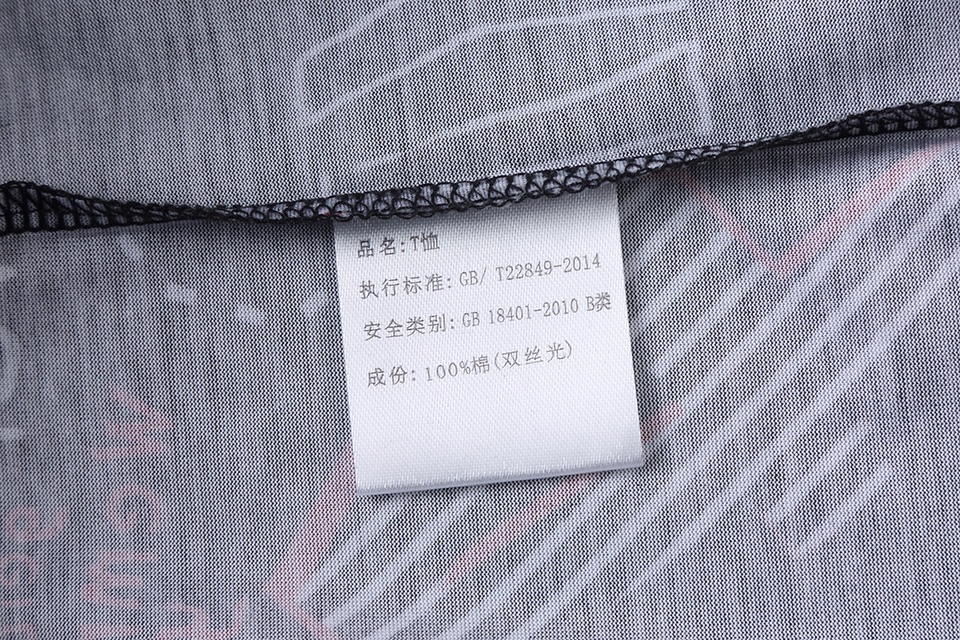 品名:T恤
执行标准: GB/ T22849-2014
安全类别: GB 18401-2010 B类
成份: 100%棉(双丝光)